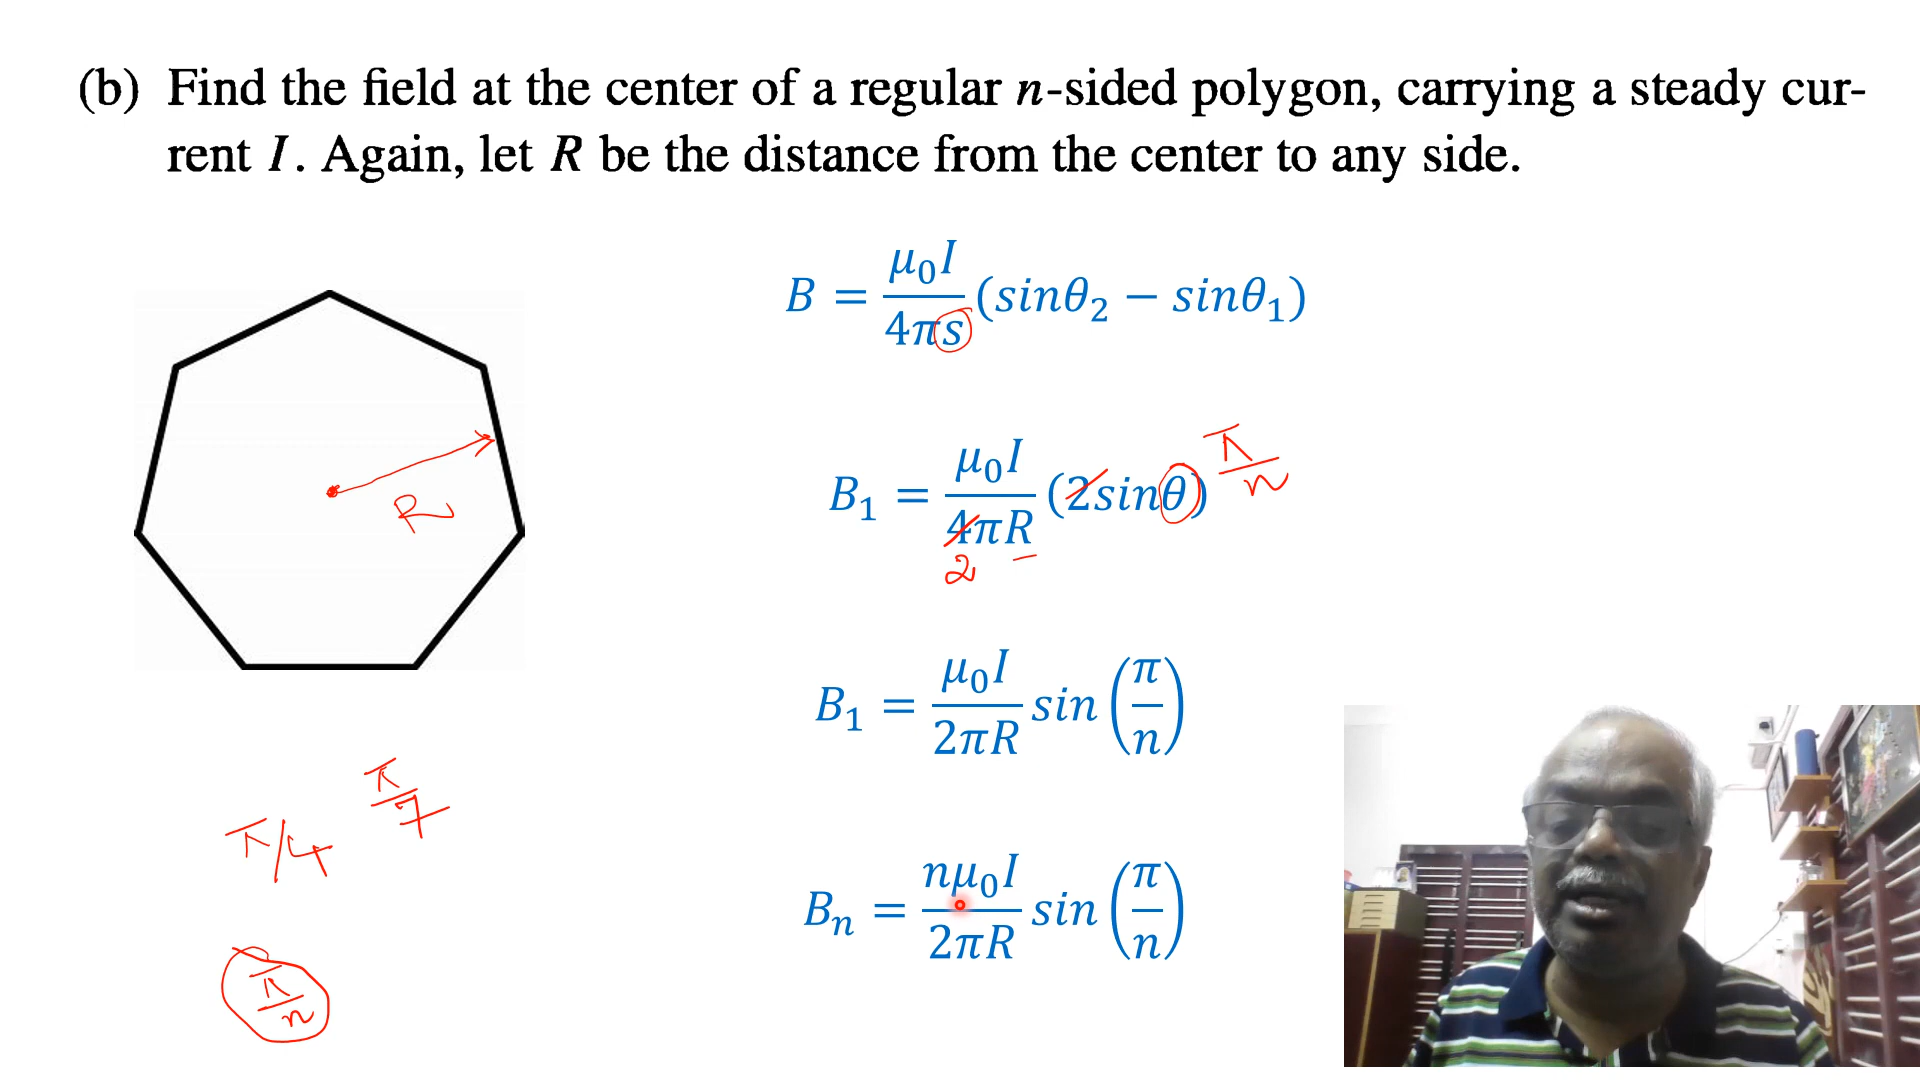 (b) Find the field at the center of a regular n-sided polygon, carrying a steady cur-
rent I. Again, let R be the distance from the center to any side.
B = μ₀I/4πs (sinθ₂ − sinθ₁)
B₁ = μ₀I/4πR (2sinθ) π/n
2
R
B₁ = μ₀I/2πR sin(π/n)
π/4 π/7
Bₙ = nμ₀I/2πR sin(π/n)
π/n